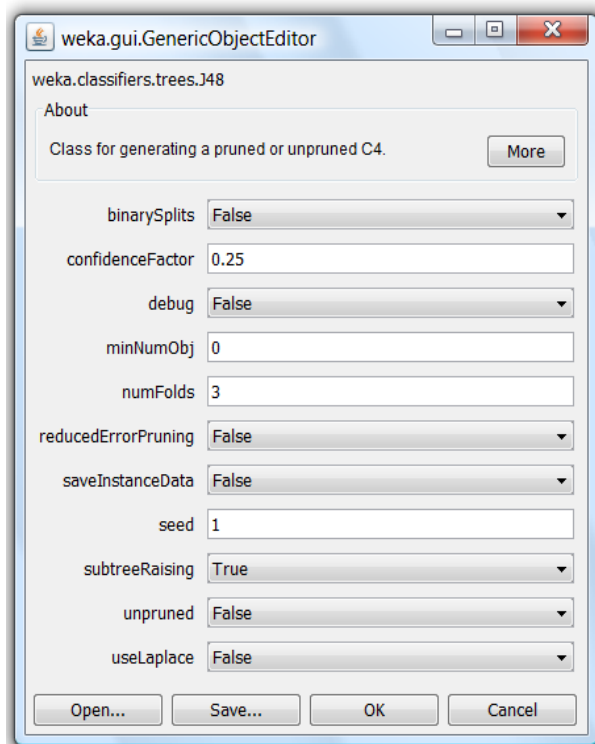 weka.gui.GenericObjectEditor
weka.classifiers.trees.J48
About
Class for generating a pruned or unpruned C4. More
binarySplits False
confidenceFactor 0.25
debug False
minNumObj 0
numFolds 3
reducedErrorPruning False
saveInstanceData False
seed 1
subtreeRaising True
unpruned False
useLaplace False
Open... Save... OK Cancel